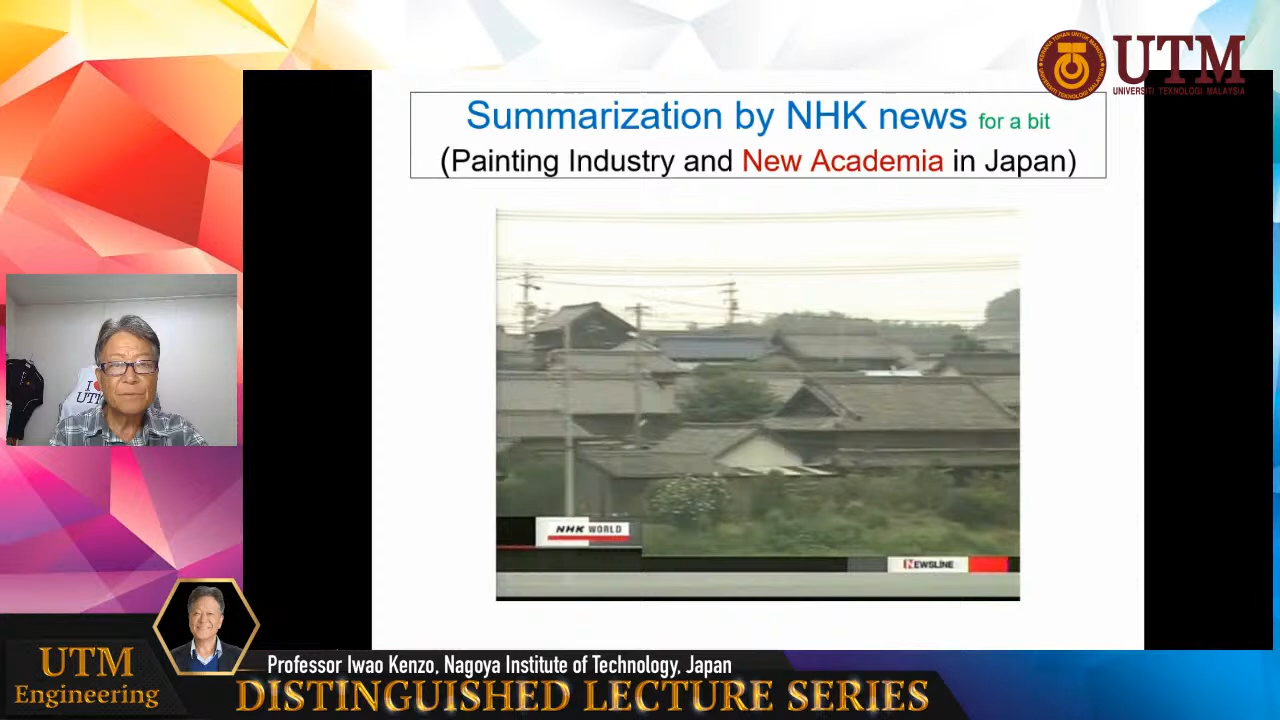 UTM
UNIVERSITI TEKNOLOGI MALAYSIA
Summarization by NHK news for a bit
(Painting Industry and New Academia in Japan)
I
UTM
NHK WORLD
NEWSLINE
UTM
Engineering
Professor Iwao Kenzo, Nagoya Institute of Technology, Japan
DISTINGUISHED LECTURE SERIES